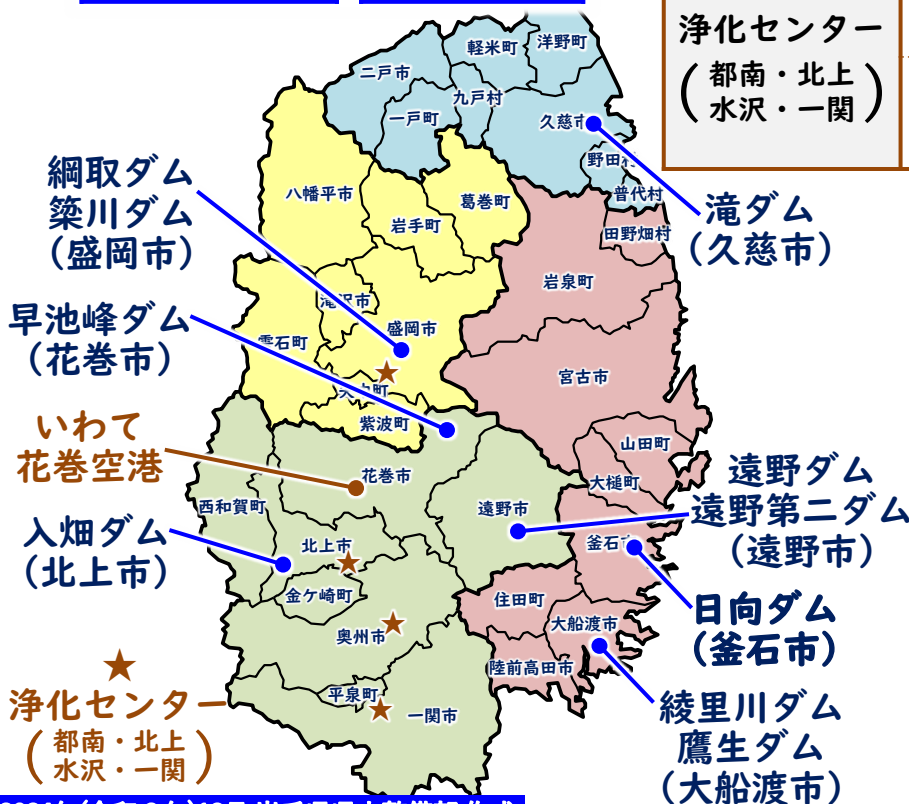 浄化センター
(都南・北上
水沢・一関)
洋野町
軽米町
二戸市
九戸村
一戸町
久慈市
野田村
普代村
綱取ダム
簗川ダム
(盛岡市)
八幡平市
葛巻町
岩手町
滝ダム
(久慈市)
田野畑村
岩泉町
滝沢市
盛岡市
雫石町
早池峰ダム
(花巻市)
矢巾町
紫波町
宮古市
山田町
大槌町
いわて
花巻空港
花巻市
西和賀町
遠野市
遠野ダム
遠野第二ダム
(遠野市)
入畑ダム
(北上市)
北上市
釜石市
金ケ崎町
住田町
大船渡市
奥州市
日向ダム
(釜石市)
陸前高田市
平泉町
一関市
★
浄化センター
(都南・北上
水沢・一関)
綾里川ダム
鷹生ダム
(大船渡市)